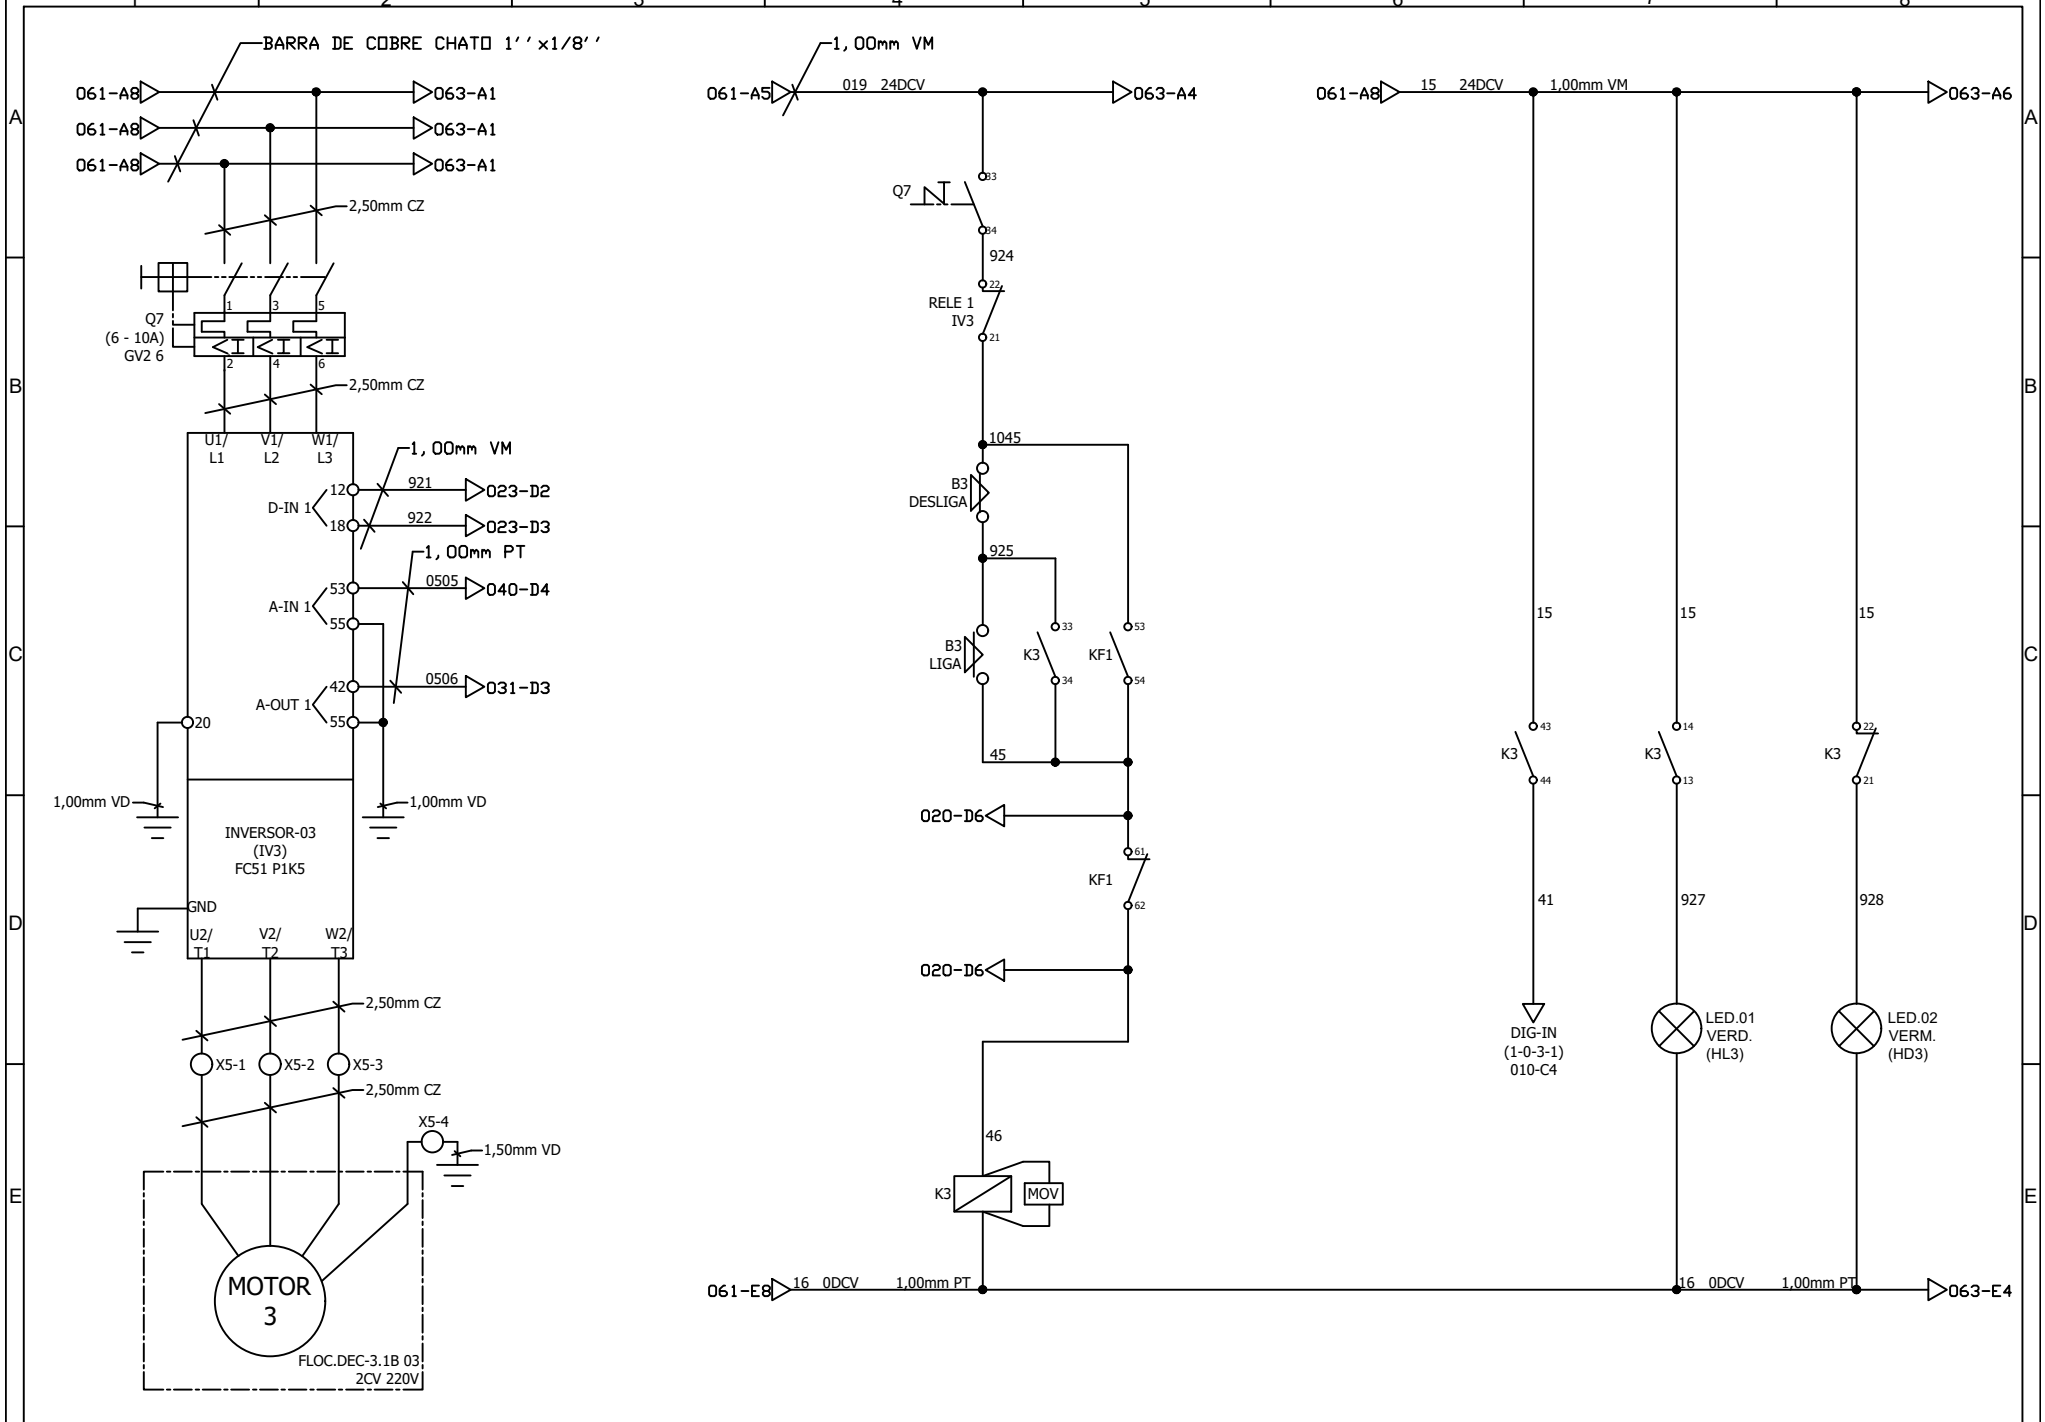 2 3 4 5 6 7 8
BARRA DE COBRE CHATO 1''x1/8''
061-A8 063-A1
061-A8 063-A1
061-A8 063-A1
2,50mm CZ
Q7
(6 - 10A)
GV2 6
1 3 5
2 4 6
2,50mm CZ
U1/ V1/ W1/
L1 L2 L3
1,00mm VM
D-IN 1
12 921 023-D2
18 922 023-D3
1,00mm PT
A-IN 1
53 0505 040-D4
55
A-OUT 1
42 0506 031-D3
55
20
1,00mm VD
1,00mm VD
INVERSOR-03
(IV3)
FC51 P1K5
GND
U2/ V2/ W2/
T1 T2 T3
2,50mm CZ
X5-1 X5-2 X5-3
2,50mm CZ
X5-4
1,50mm VD
MOTOR
3
FLOC.DEC-3.1B 03
2CV 220V
1,00mm VM
061-A5 019 24DCV 063-A4
33
Q7
34
924
22
RELE 1
IV3
21
1045
B3
DESLIGA
925
B3
LIGA
33
K3
34
53
KF1
54
45
020-D6
61
KF1
62
020-D6
46
K3 MOV
061-E8 16 0DCV 1,00mm PT 16 0DCV 1,00mm PT 063-E4
061-A8 15 24DCV 1,00mm VM 063-A6
15 15 15
43 14 22
K3 K3 K3
44 13 21
41 927 928
DIG-IN
(1-0-3-1)
010-C4
LED.01
VERD.
(HL3)
LED.02
VERM.
(HD3)
A A
B B
C C
D D
E E